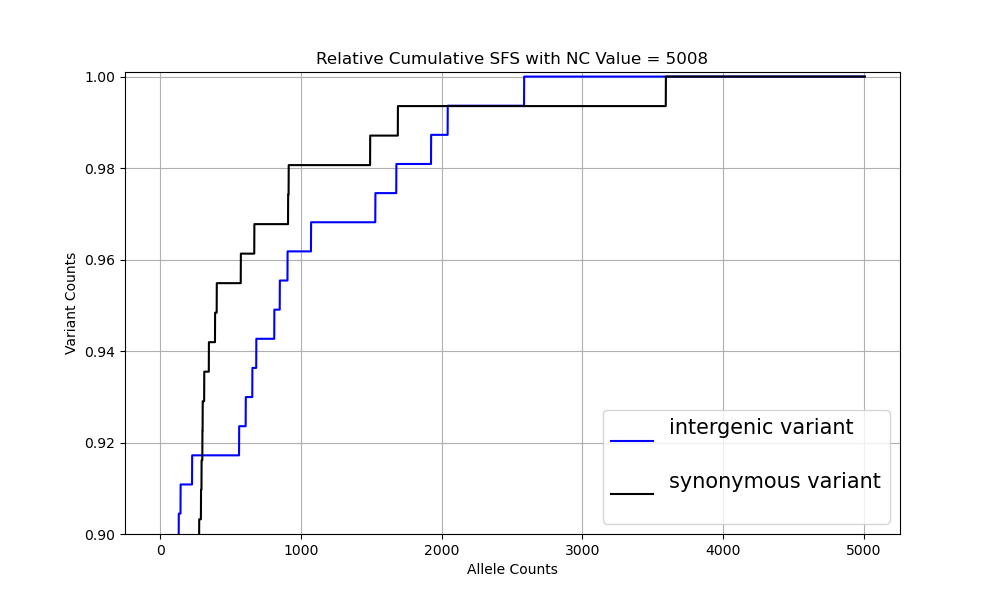 Relative Cumulative SFS with NC Value = 5008
1.00
0.98
0.96
0.94
0.92
0.90
Variant Counts
intergenic variant
synonymous variant
0 1000 2000 3000 4000 5000
Allele Counts